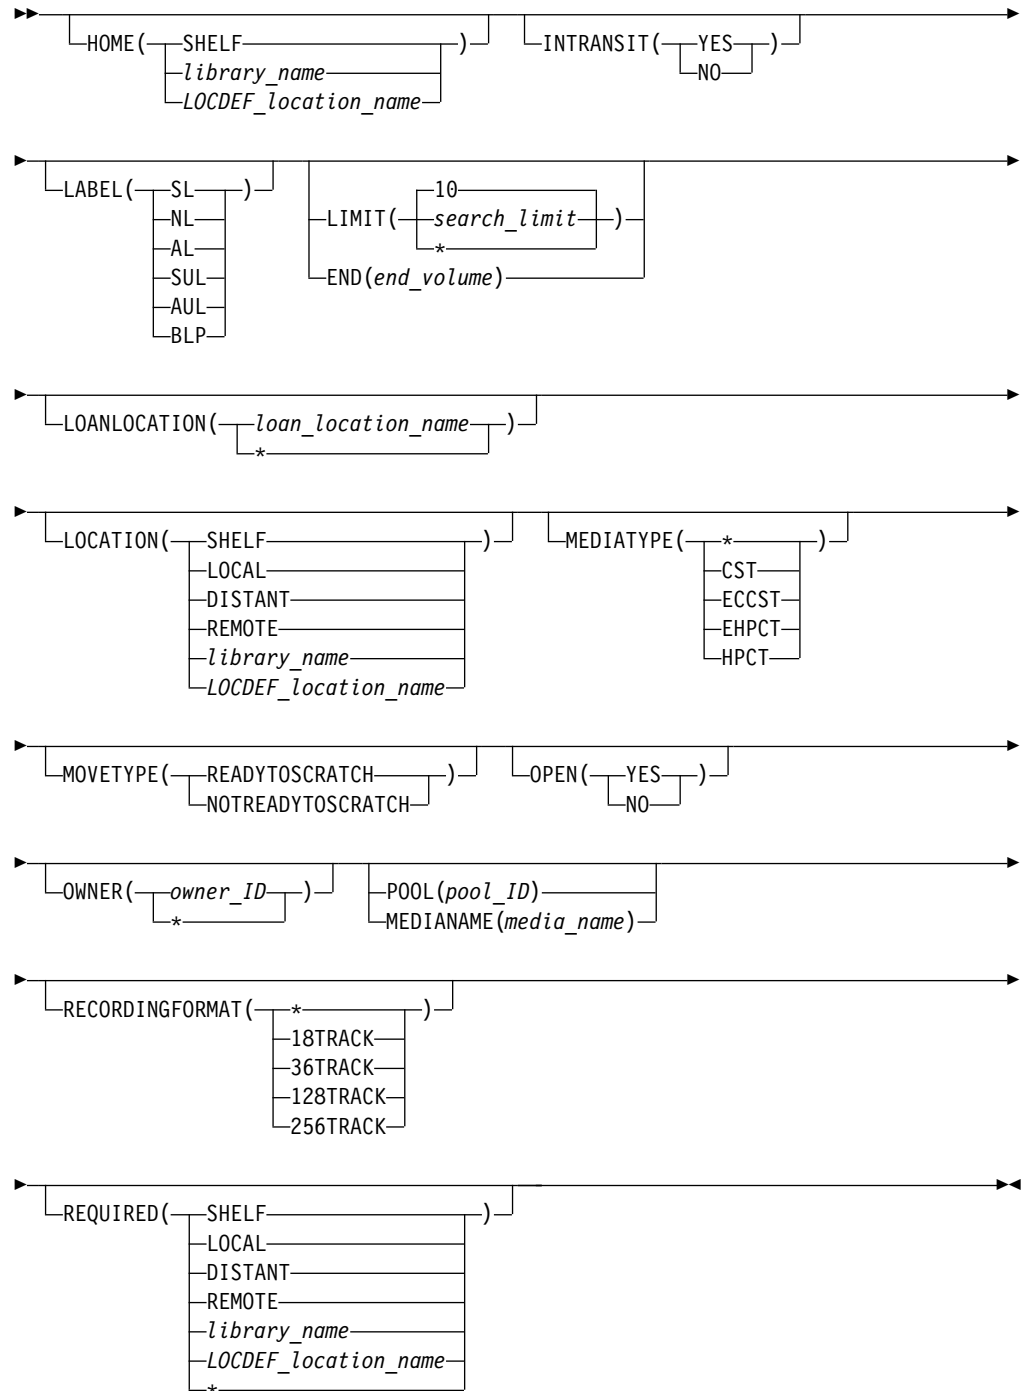 HOME( SHELF ) INTRANSIT( YES )
library_name NO
LOCDEF_location_name
LABEL( SL ) LIMIT( 10 search_limit )
NL *
AL END(end_volume)
SUL
AUL
BLP
LOANLOCATION( loan_location_name )
*
LOCATION( SHELF ) MEDIATYPE( * )
LOCAL CST
DISTANT ECCST
REMOTE EHPCT
library_name HPCT
LOCDEF_location_name
MOVETYPE( READYTOSCRATCH ) OPEN( YES )
NOTREADYTOSCRATCH NO
OWNER( owner_ID ) POOL(pool_ID)
* MEDIANAME(media_name)
RECORDINGFORMAT( * )
18TRACK
36TRACK
128TRACK
256TRACK
REQUIRED( SHELF )
LOCAL
DISTANT
REMOTE
library_name
LOCDEF_location_name
*